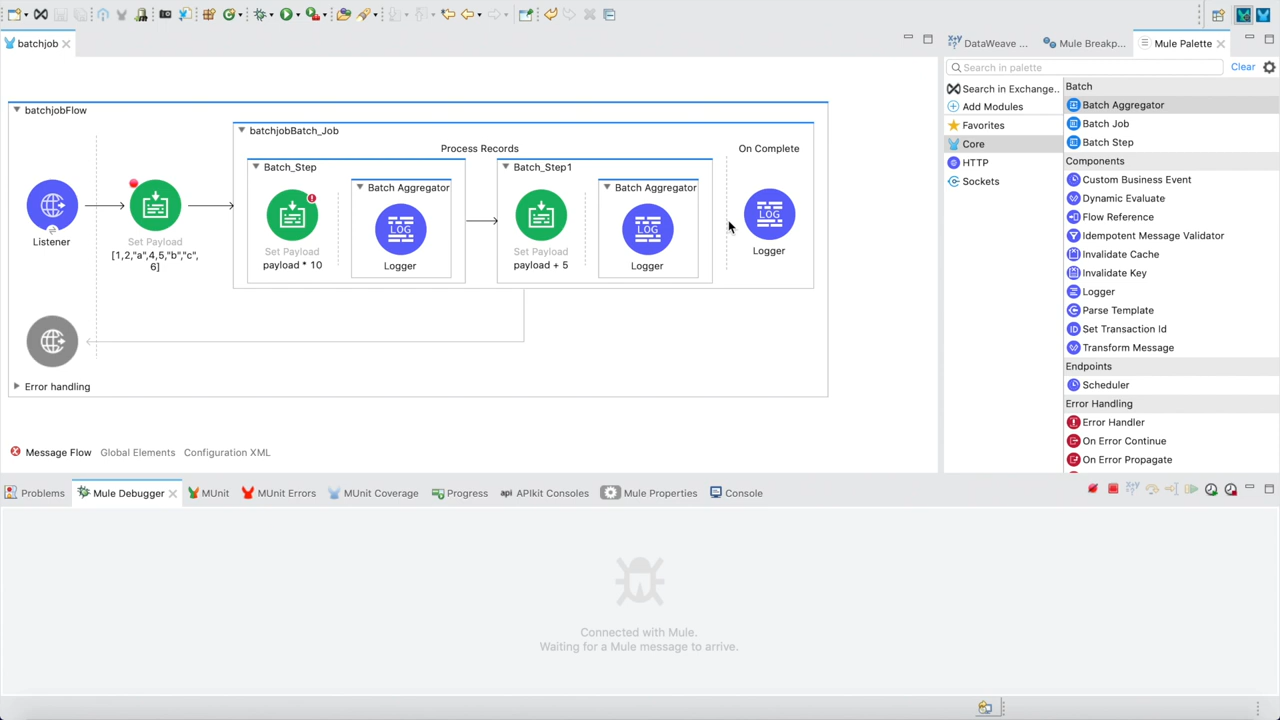 batchjob
DataWeave ...
Mule Breakp...
Mule Palette
Search in palette
Clear
Search in Exchange..
Add Modules
Favorites
Core
HTTP
Sockets
Batch
Batch Aggregator
Batch Job
Batch Step
Components
Custom Business Event
Dynamic Evaluate
Flow Reference
Idempotent Message Validator
Invalidate Cache
Invalidate Key
Logger
Parse Template
Set Transaction Id
Transform Message
Endpoints
Scheduler
Error Handling
Error Handler
On Error Continue
On Error Propagate
batchjobFlow
batchjobBatch_Job
Process Records
On Complete
Batch_Step
Batch_Step1
Batch Aggregator
Batch Aggregator
LOG
LOG
LOG
Listener
Set Payload
[1,2,"a",4,5,"b","c",
6]
Set Payload
payload * 10
Logger
Set Payload
payload + 5
Logger
Logger
Error handling
Message Flow
Global Elements
Configuration XML
Problems
Mule Debugger
MUnit
MUnit Errors
MUnit Coverage
Progress
api APIkit Consoles
Mule Properties
Console
Connected with Mule.
Waiting for a Mule message to arrive.